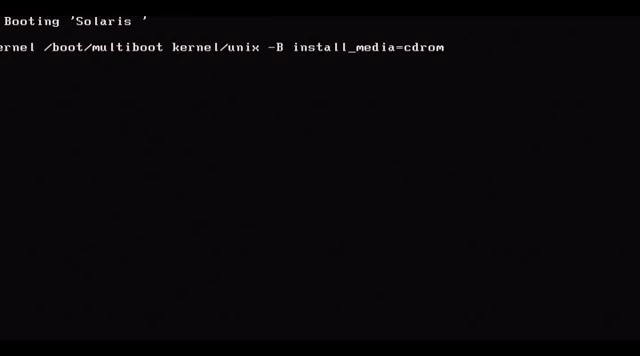 Booting 'Solaris '
ernel /boot/multiboot kernel/unix -B install_media=cdrom